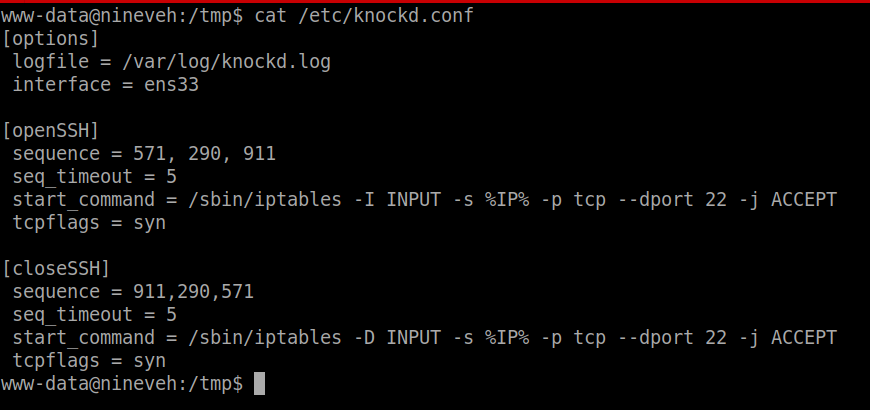 www-data@nineveh:/tmp$ cat /etc/knockd.conf
[options]
 logfile = /var/log/knockd.log
 interface = ens33

[openSSH]
 sequence = 571, 290, 911
 seq_timeout = 5
 start_command = /sbin/iptables -I INPUT -s %IP% -p tcp --dport 22 -j ACCEPT
 tcpflags = syn

[closeSSH]
 sequence = 911,290,571
 seq_timeout = 5
 start_command = /sbin/iptables -D INPUT -s %IP% -p tcp --dport 22 -j ACCEPT
 tcpflags = syn
www-data@nineveh:/tmp$